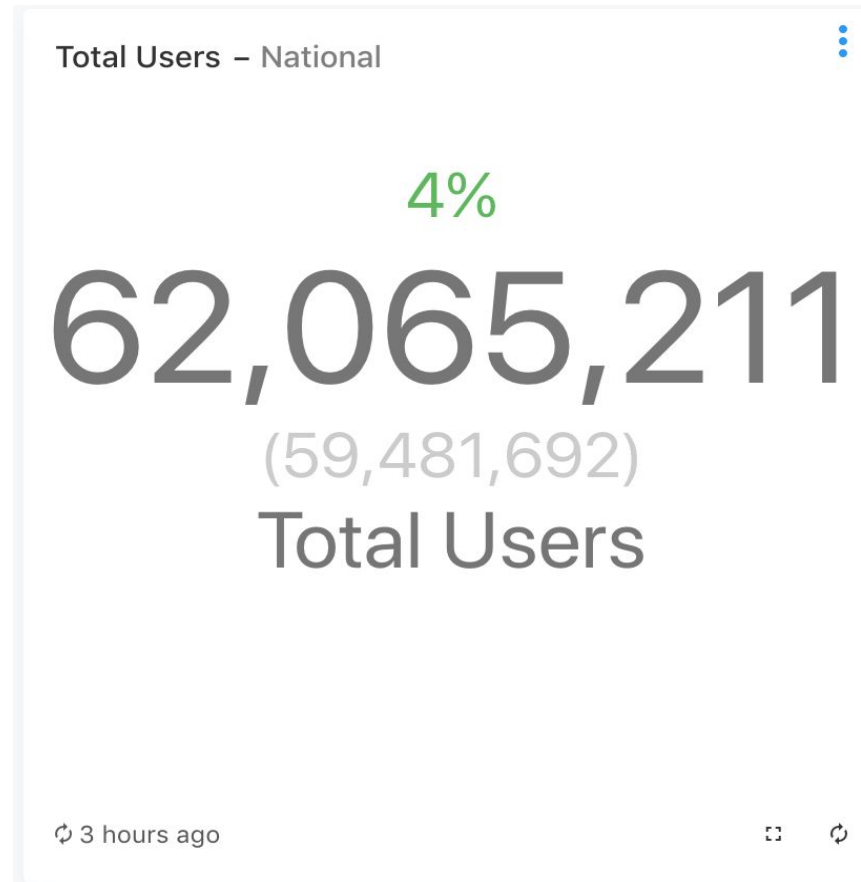 Total Users – National
4%
62,065,211
(59,481,692)
Total Users
3 hours ago